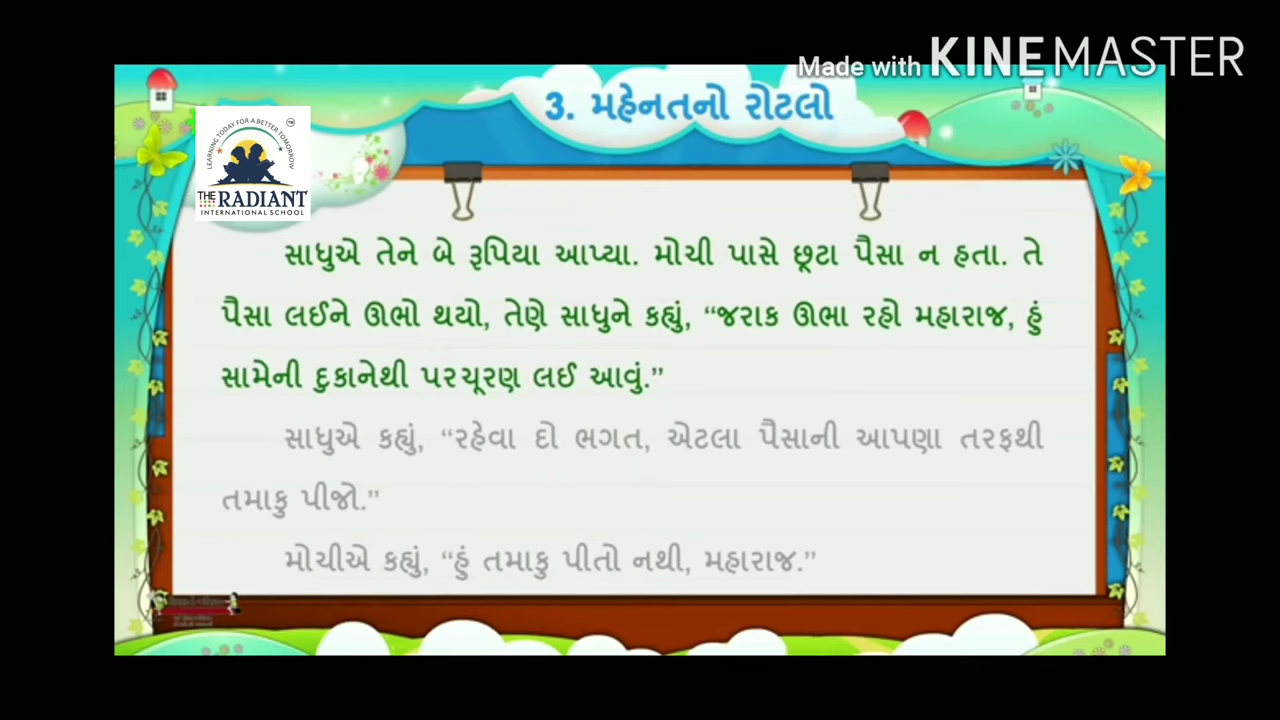 Made with KINEMASTER
3. મહેનતનો રોટલો
LEARNING TODAY FOR A BETTER TOMORROW
TM
THE RADIANT
INTERNATIONAL SCHOOL
સાધુએ તેને બે રૂપિયા આપ્યા. મોચી પાસે છૂટા પૈસા ન હતા. તે
પૈસા લઈને ઊભો થયો, તેણે સાધુને કહ્યું, “જરાક ઊભા રહો મહારાજ, હું
સામેની દુકાનેથી પરચૂરણ લઈ આવું.”
સાધુએ કહ્યું, “રહેવા દો ભગત, એટલા પૈસાની આપણા તરફથી
તમાકુ પીજો.”
મોચીએ કહ્યું, “હું તમાકુ પીતો નથી, મહારાજ.”